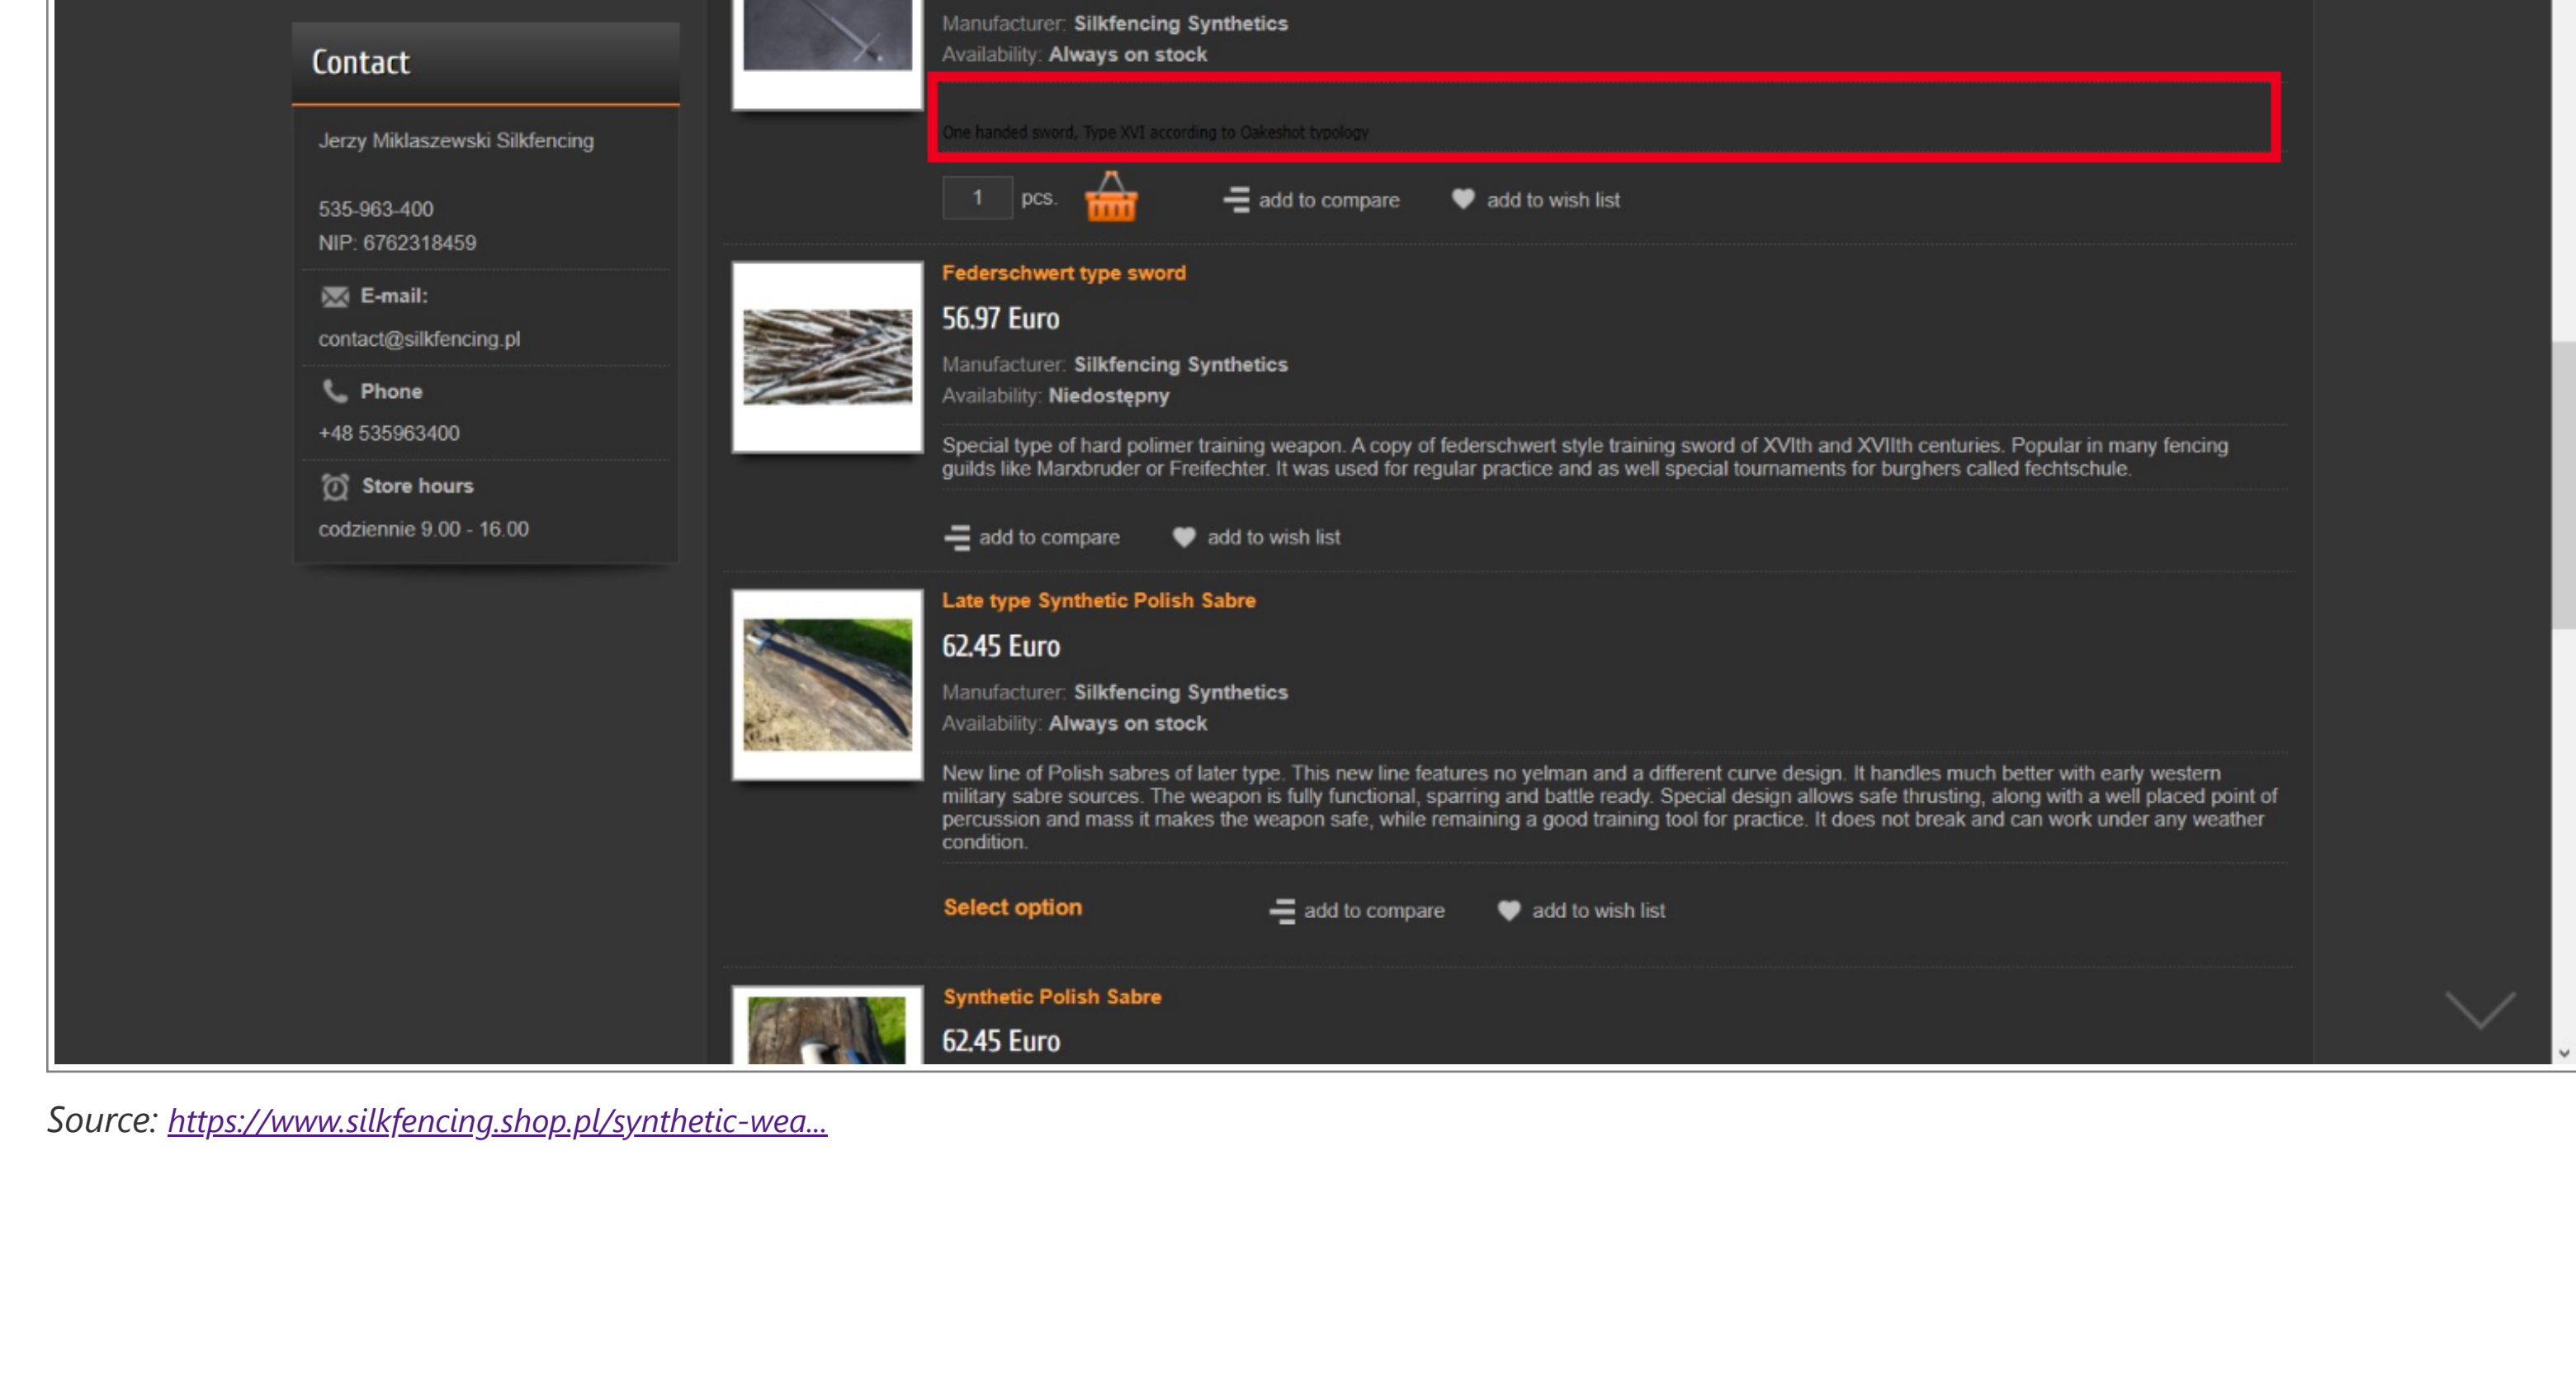 Contact
Jerzy Miklaszewski Silkfencing
535-963-400
NIP: 6762318459
E-mail:
contact@silkfencing.pl
Phone
+48 535963400
Store hours
codziennie 9.00 - 16.00
Manufacturer: Silkfencing Synthetics
Availability: Always on stock
One handed sword, Type XVI according to Oakeshot typology
1 pcs. add to compare add to wish list
Federschwert type sword
56.97 Euro
Manufacturer: Silkfencing Synthetics
Availability: Niedostępny
Special type of hard polimer training weapon. A copy of federschwert style training sword of XVIth and XVIIth centuries. Popular in many fencing
guilds like Marxbruder or Freifechter. It was used for regular practice and as well special tournaments for burghers called fechtschule.
add to compare add to wish list
Late type Synthetic Polish Sabre
62.45 Euro
Manufacturer: Silkfencing Synthetics
Availability: Always on stock
New line of Polish sabres of later type. This new line features no yelman and a different curve design. It handles much better with early western
military sabre sources. The weapon is fully functional, sparring and battle ready. Special design allows safe thrusting, along with a well placed point of
percussion and mass it makes the weapon safe, while remaining a good training tool for practice. It does not break and can work under any weather
condition.
Select option add to compare add to wish list
Synthetic Polish Sabre
62.45 Euro
Source: https://www.silkfencing.shop.pl/synthetic-wea...